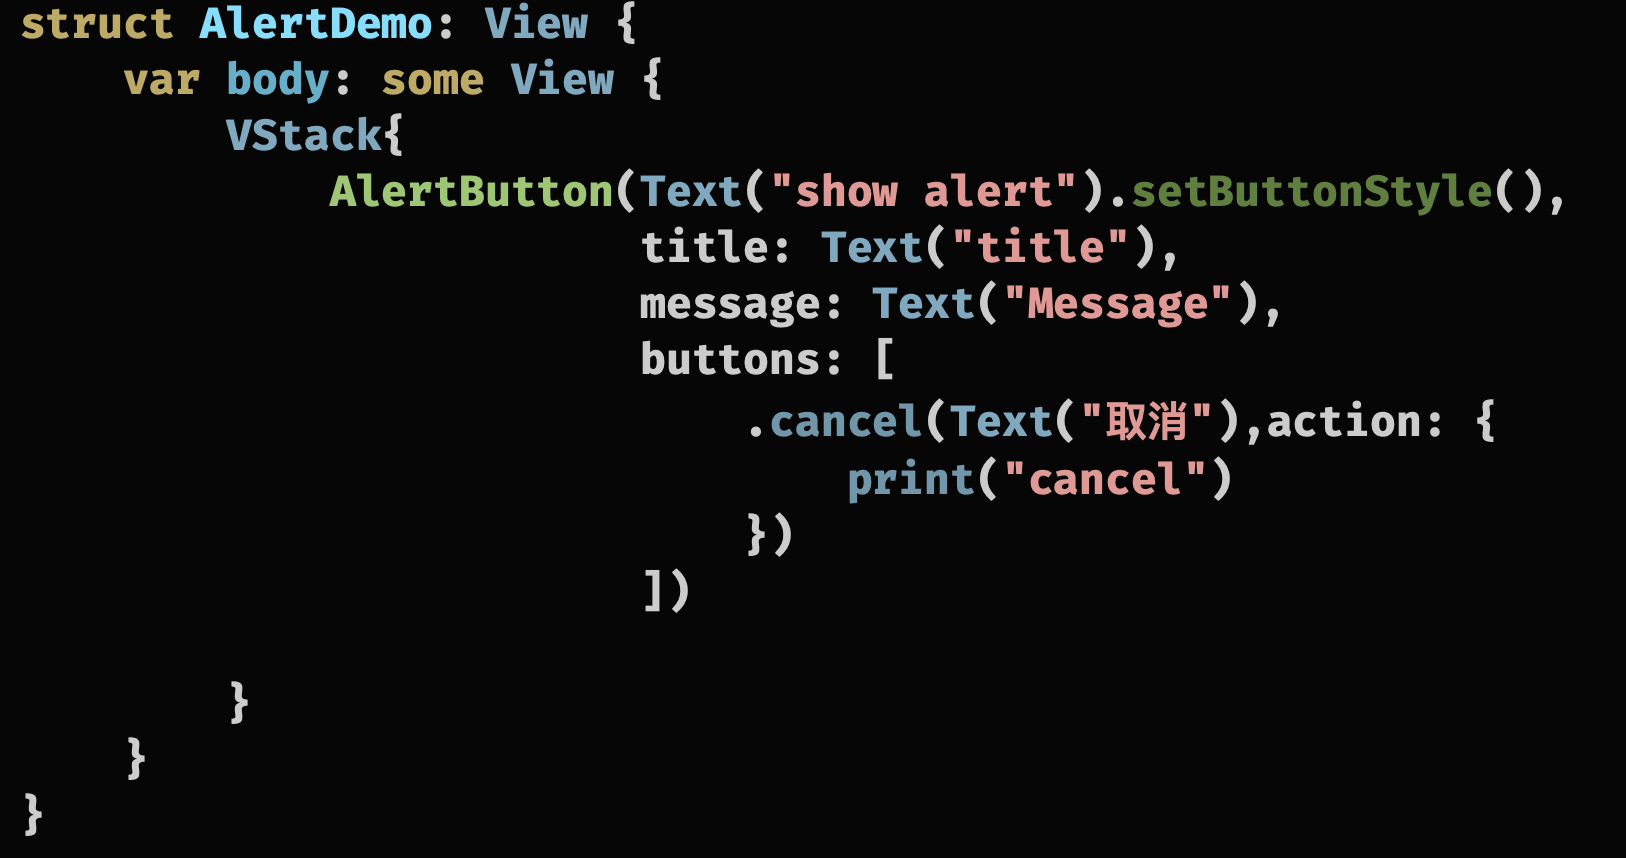 struct AlertDemo: View {
    var body: some View {
        VStack{
            AlertButton(Text("show alert").setButtonStyle(),
                        title: Text("title"),
                        message: Text("Message"),
                        buttons: [
                            .cancel(Text("取消"),action: {
                                print("cancel")
                            })
                        ])

        }
    }
}